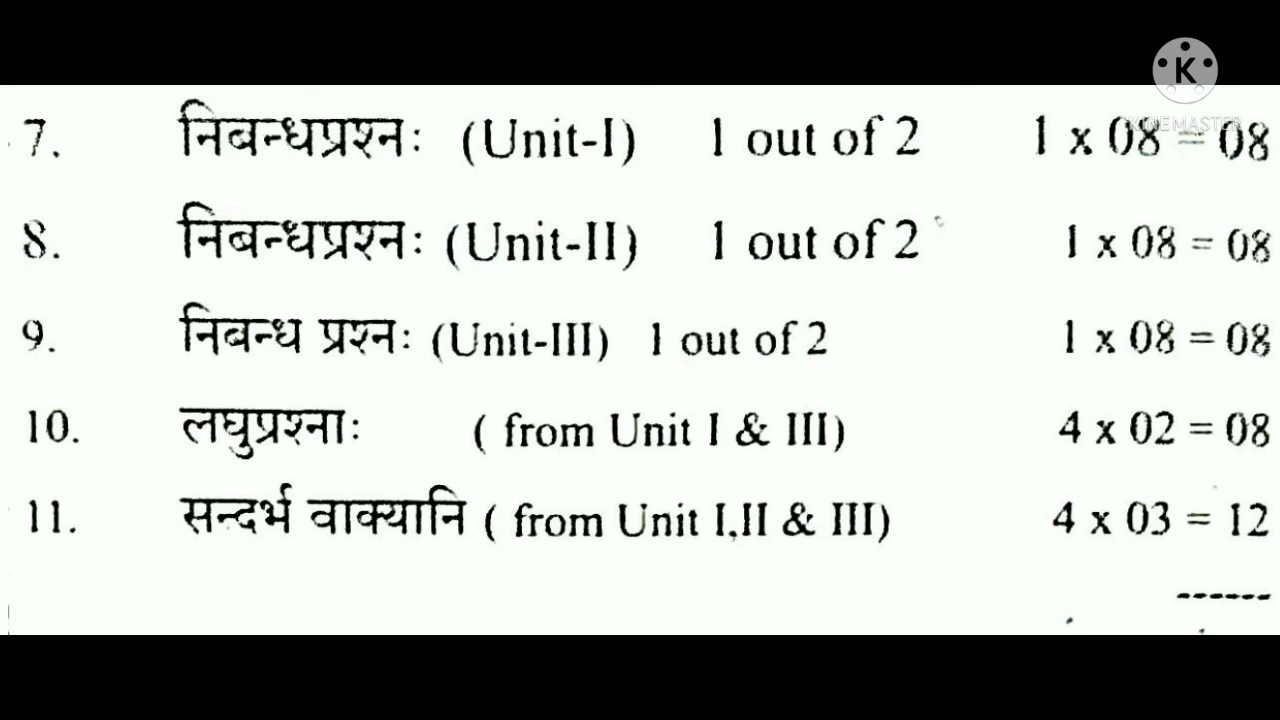 K
KINEMASTER
7. निबन्धप्रश्नः (Unit-I) 1 out of 2 1 x 08 = 08
8. निबन्धप्रश्नः (Unit-II) 1 out of 2 1 x 08 = 08
9. निबन्ध प्रश्नः (Unit-III) 1 out of 2 1 x 08 = 08
10. लघुप्रश्नाः ( from Unit I & III) 4 x 02 = 08
11. सन्दर्भ वाक्यानि ( from Unit I,II & III) 4 x 03 = 12
------